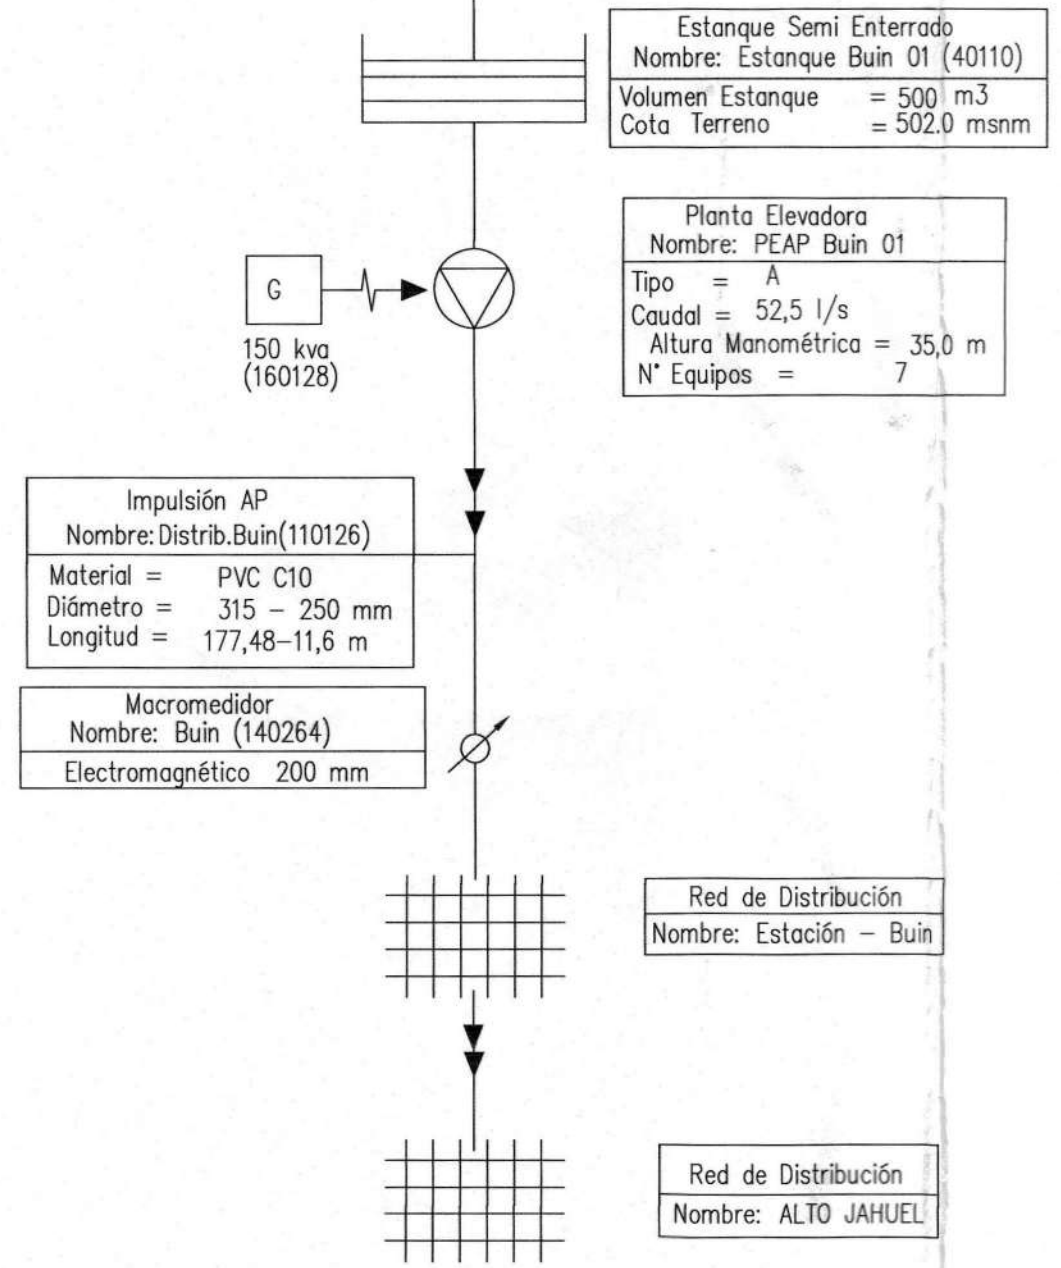 Estanque Semi Enterrado
Nombre: Estanque Buin 01 (40110)
Volumen Estanque = 500 m3
Cota Terreno = 502.0 msnm
Planta Elevadora
Nombre: PEAP Buin 01
Tipo = A
Caudal = 52,5 l/s
Altura Manométrica = 35,0 m
N° Equipos = 7
G
150 kva
(160128)
Impulsión AP
Nombre: Distrib.Buin(110126)
Material = PVC C10
Diámetro = 315 – 250 mm
Longitud = 177,48–11,6 m
Macromedidor
Nombre: Buin (140264)
Electromagnético 200 mm
Red de Distribución
Nombre: Estación – Buin
Red de Distribución
Nombre: ALTO JAHUEL